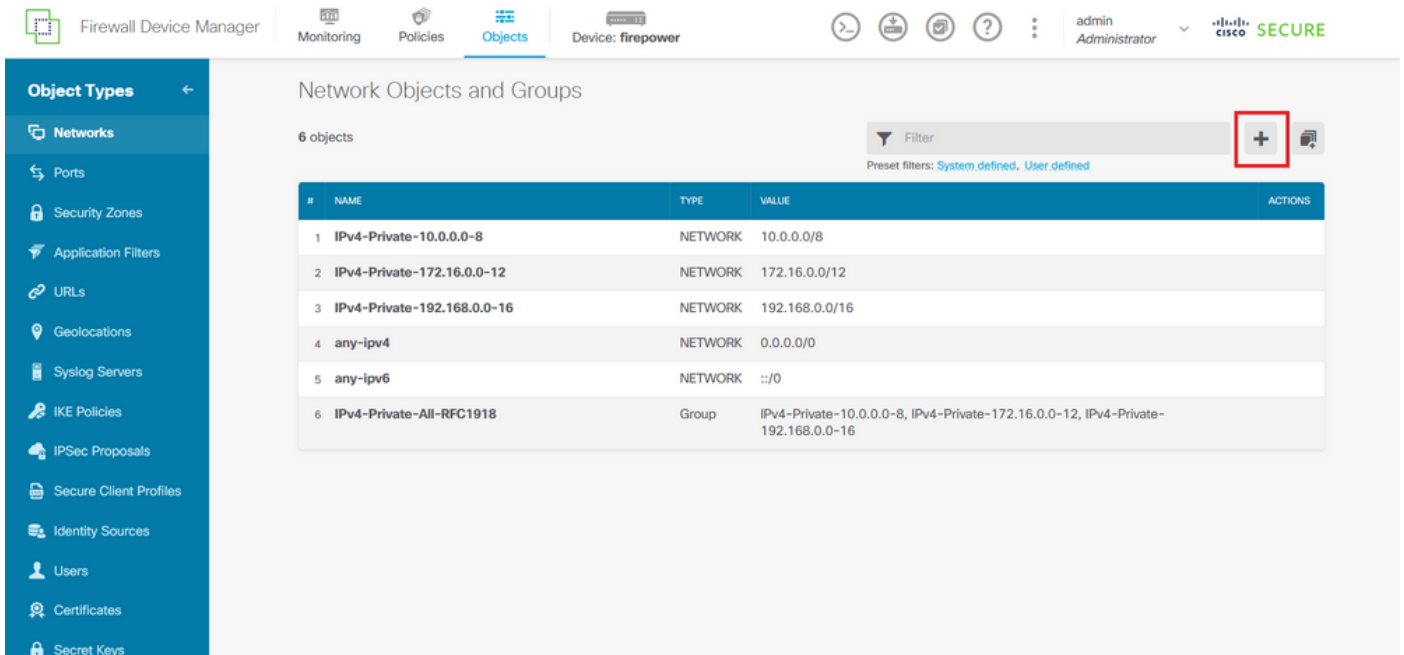 Firewall Device Manager
Monitoring
Policies
Objects
Device: firepower
admin
Administrator
CISCO SECURE
Object Types
Networks
Ports
Security Zones
Application Filters
URLs
Geolocations
Syslog Servers
IKE Policies
IPSec Proposals
Secure Client Profiles
Identity Sources
Users
Certificates
Secret Keys
Network Objects and Groups
6 objects
Filter
Preset filters: System defined, User defined
# NAME TYPE VALUE ACTIONS
1 IPv4-Private-10.0.0.0-8 NETWORK 10.0.0.0/8
2 IPv4-Private-172.16.0.0-12 NETWORK 172.16.0.0/12
3 IPv4-Private-192.168.0.0-16 NETWORK 192.168.0.0/16
4 any-ipv4 NETWORK 0.0.0.0/0
5 any-ipv6 NETWORK ::/0
6 IPv4-Private-All-RFC1918 Group IPv4-Private-10.0.0.0-8, IPv4-Private-172.16.0.0-12, IPv4-Private-
192.168.0.0-16